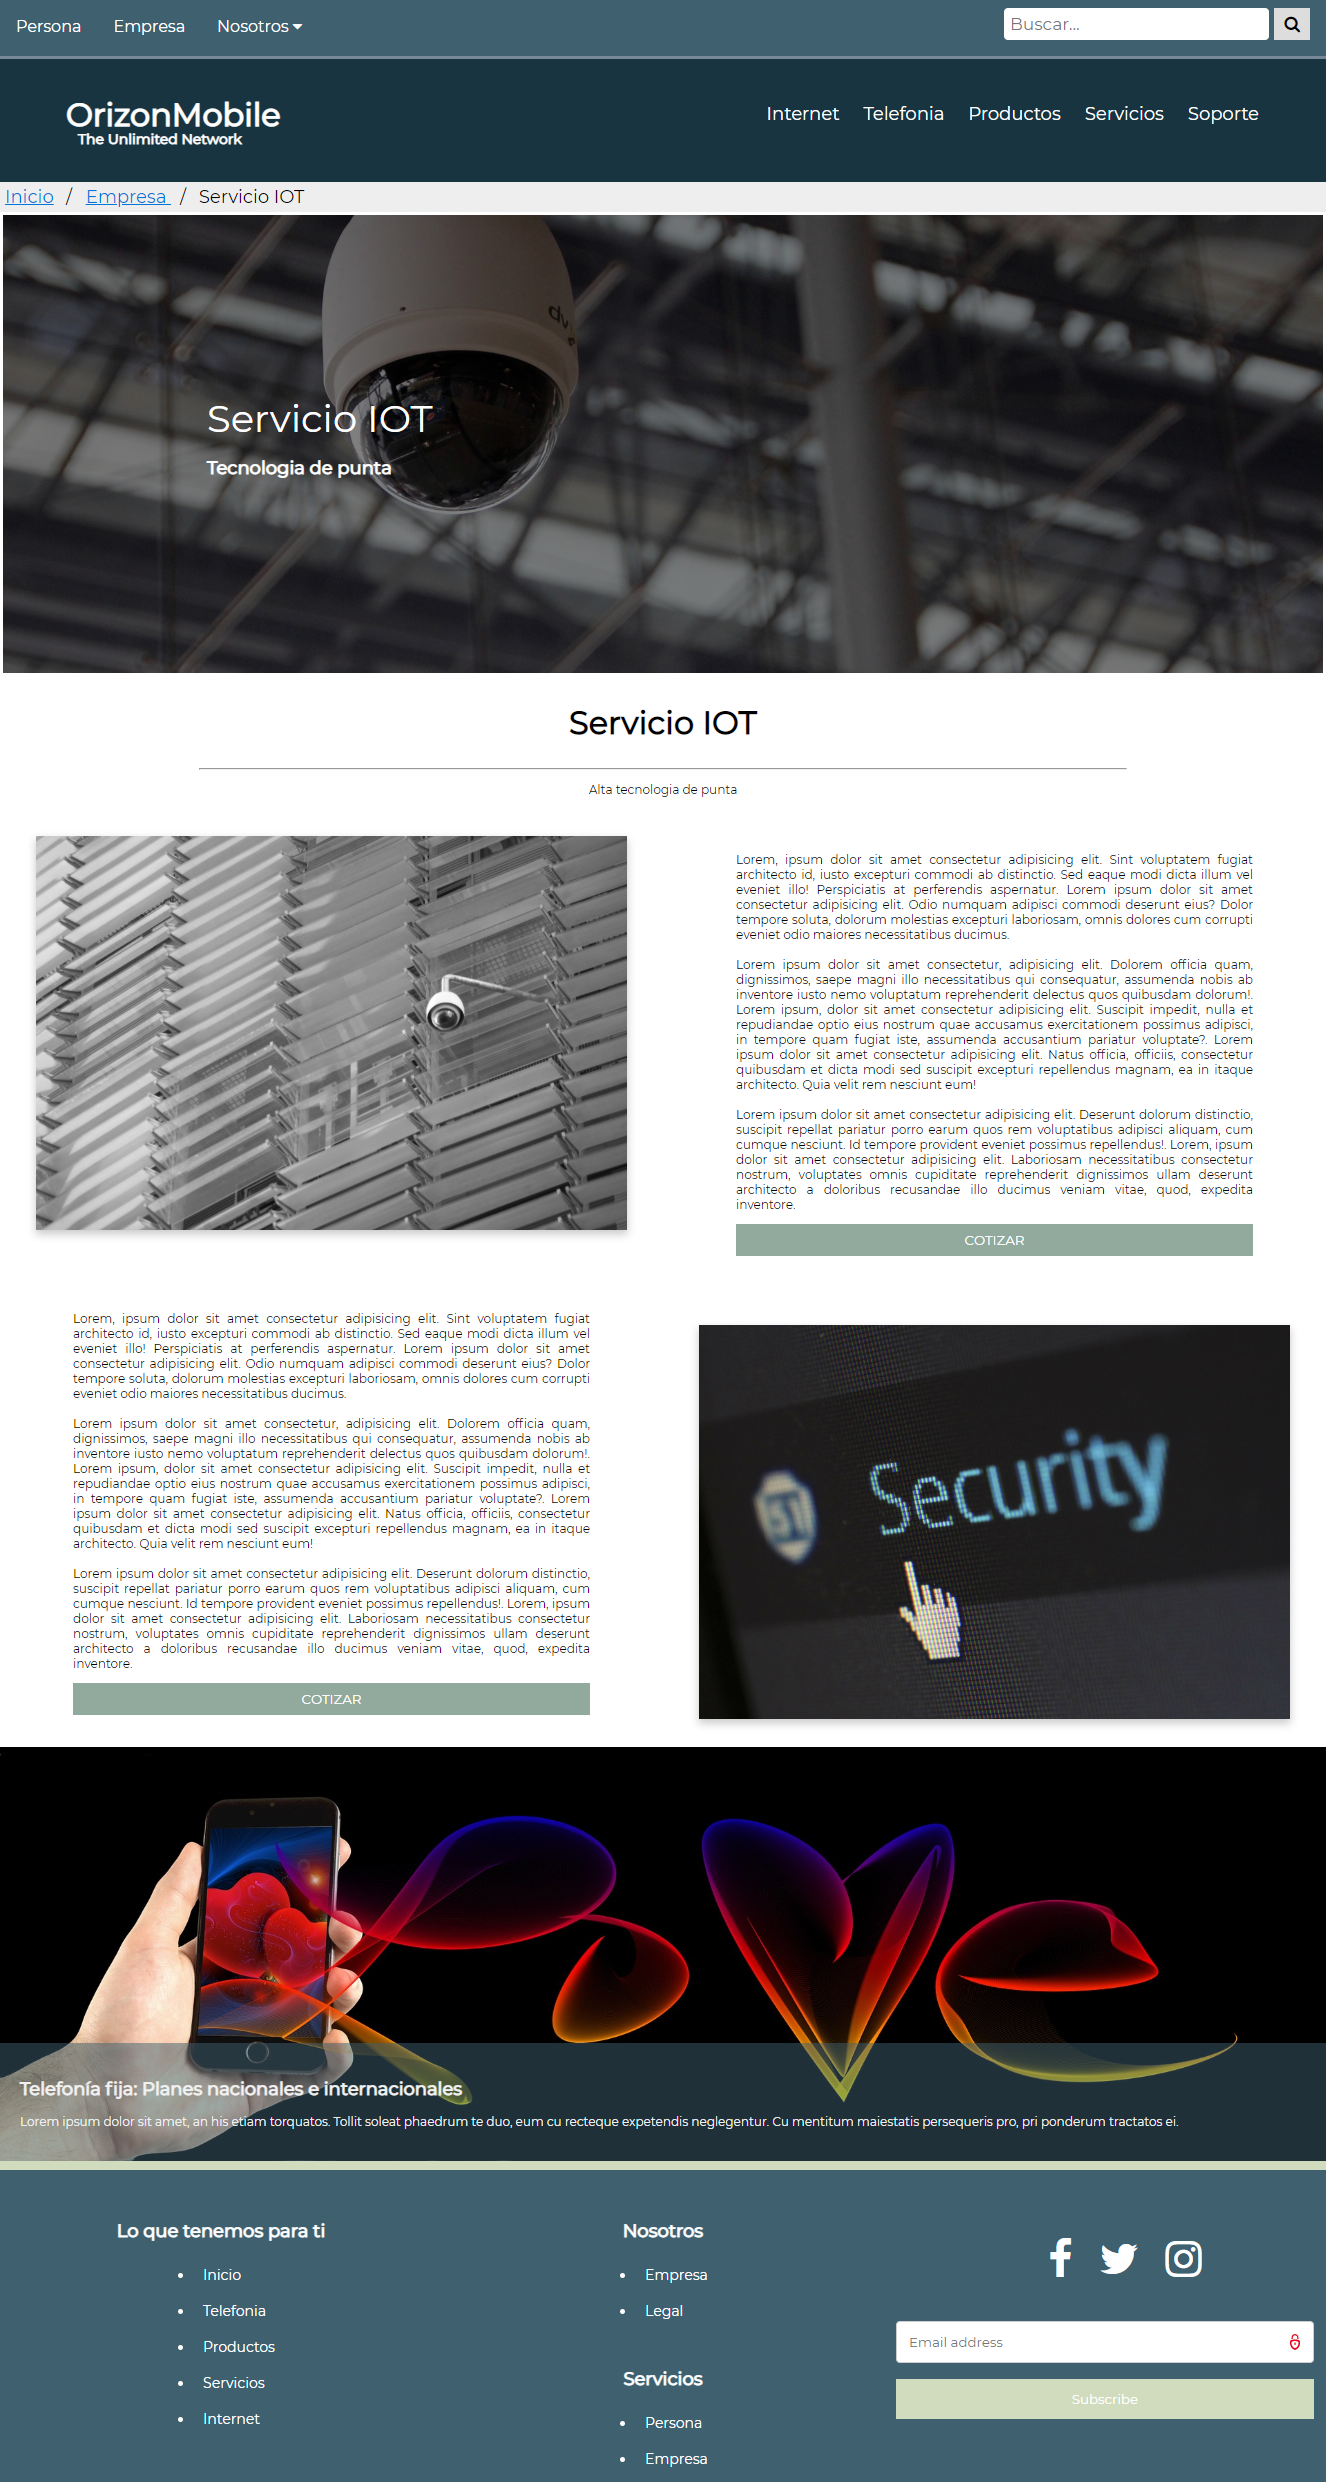 Persona Empresa Nosotros
Buscar...
OrizonMobile
The Unlimited Network
Internet Telefonia Productos Servicios Soporte
Inicio / Empresa / Servicio IOT
dv
Servicio IOT
Tecnologia de punta
Servicio IOT
Alta tecnologia de punta
Lorem, ipsum dolor sit amet consectetur adipisicing elit. Sint voluptatem fugiat
architecto id, iusto excepturi commodi ab distinctio. Sed eaque modi dicta illum vel
eveniet illo! Perspiciatis at perferendis aspernatur. Lorem ipsum dolor sit amet
consectetur adipisicing elit. Odio numquam adipisci commodi deserunt eius? Dolor
tempore soluta, dolorum molestias excepturi laboriosam, omnis dolores cum corrupti
eveniet odio maiores necessitatibus ducimus.
Lorem ipsum dolor sit amet consectetur, adipisicing elit. Dolorem officia quam,
dignissimos, saepe magni illo necessitatibus qui consequatur, assumenda nobis ab
inventore iusto nemo voluptatum reprehenderit delectus quos quibusdam dolorum!.
Lorem ipsum, dolor sit amet consectetur adipisicing elit. Suscipit impedit, nulla et
repudiandae optio eius nostrum quae accusamus exercitationem possimus adipisci,
in tempore quam fugiat iste, assumenda accusantium pariatur voluptate?. Lorem
ipsum dolor sit amet consectetur adipisicing elit. Natus officia, officiis, consectetur
quibusdam et dicta modi sed suscipit excepturi repellendus magnam, ea in itaque
architecto. Quia velit rem nesciunt eum!
Lorem ipsum dolor sit amet consectetur adipisicing elit. Deserunt dolorum distinctio,
suscipit repellat pariatur porro earum quos rem voluptatibus adipisci aliquam, cum
cumque nesciunt. Id tempore provident eveniet possimus repellendus!. Lorem, ipsum
dolor sit amet consectetur adipisicing elit. Laboriosam necessitatibus consectetur
nostrum, voluptates omnis cupiditate reprehenderit dignissimos ullam deserunt
architecto a doloribus recusandae illo ducimus veniam vitae, quod, expedita
inventore.
COTIZAR
Lorem, ipsum dolor sit amet consectetur adipisicing elit. Sint voluptatem fugiat
architecto id, iusto excepturi commodi ab distinctio. Sed eaque modi dicta illum vel
eveniet illo! Perspiciatis at perferendis aspernatur. Lorem ipsum dolor sit amet
consectetur adipisicing elit. Odio numquam adipisci commodi deserunt eius? Dolor
tempore soluta, dolorum molestias excepturi laboriosam, omnis dolores cum corrupti
eveniet odio maiores necessitatibus ducimus.
Lorem ipsum dolor sit amet consectetur, adipisicing elit. Dolorem officia quam,
dignissimos, saepe magni illo necessitatibus qui consequatur, assumenda nobis ab
inventore iusto nemo voluptatum reprehenderit delectus quos quibusdam dolorum!.
Lorem ipsum, dolor sit amet consectetur adipisicing elit. Suscipit impedit, nulla et
repudiandae optio eius nostrum quae accusamus exercitationem possimus adipisci,
in tempore quam fugiat iste, assumenda accusantium pariatur voluptate?. Lorem
ipsum dolor sit amet consectetur adipisicing elit. Natus officia, officiis, consectetur
quibusdam et dicta modi sed suscipit excepturi repellendus magnam, ea in itaque
architecto. Quia velit rem nesciunt eum!
Lorem ipsum dolor sit amet consectetur adipisicing elit. Deserunt dolorum distinctio,
suscipit repellat pariatur porro earum quos rem voluptatibus adipisci aliquam, cum
cumque nesciunt. Id tempore provident eveniet possimus repellendus!. Lorem, ipsum
dolor sit amet consectetur adipisicing elit. Laboriosam necessitatibus consectetur
nostrum, voluptates omnis cupiditate reprehenderit dignissimos ullam deserunt
architecto a doloribus recusandae illo ducimus veniam vitae, quod, expedita
inventore.
COTIZAR
Security
Love
Telefonía fija: Planes nacionales e internacionales
Lorem ipsum dolor sit amet, an his etiam torquatos. Tollit soleat phaedrum te duo, eum cu recteque expetendis neglegentur. Cu mentitum maiestatis persequeris pro, pri ponderum tractatos ei.
Lo que tenemos para ti
Inicio
Telefonia
Productos
Servicios
Internet
Nosotros
Empresa
Legal
Servicios
Persona
Empresa
Email address
Subscribe